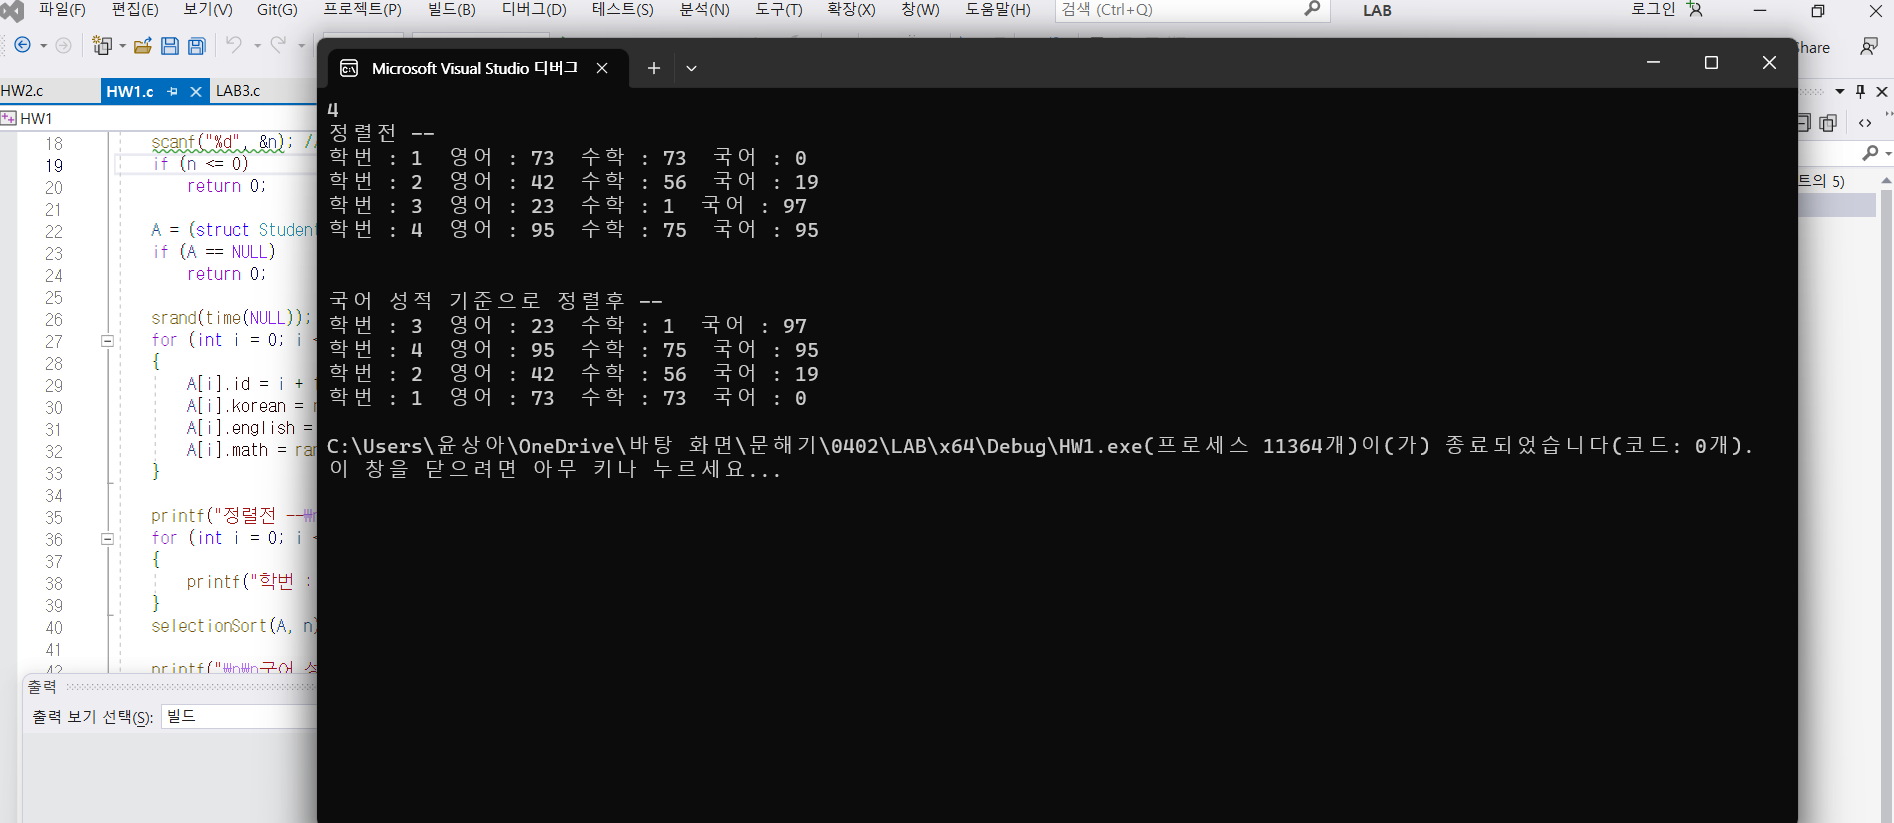 파일(F) 편집(E) 보기(V) Git(G) 프로젝트(P) 빌드(B) 디버그(D) 테스트(S) 분석(N) 도구(T) 확장(X) 창(W) 도움말(H) 검색 (Ctrl+Q) LAB 로그인
Share
HW2.c HW1.c LAB3.c
HW1
18 scanf("%d", &n); //
19 if (n <= 0)
20 return 0;
21
22 A = (struct Student
23 if (A == NULL)
24 return 0;
25
26 srand(time(NULL));
27 for (int i = 0; i <
28 {
29 A[i].id = i +
30 A[i].korean =
31 A[i].english =
32 A[i].math = ran
33 }
34
35 printf("정렬전 --₩n
36 for (int i = 0; i <
37 {
38 printf("학번 :
39 }
40 selectionSort(A, n)
41
42 printf("₩n₩n국어 성
출력
출력 보기 선택(S): 빌드
Microsoft Visual Studio 디버그
4
정렬전 --
학번 : 1 영어 : 73 수학 : 73 국어 : 0
학번 : 2 영어 : 42 수학 : 56 국어 : 19
학번 : 3 영어 : 23 수학 : 1 국어 : 97
학번 : 4 영어 : 95 수학 : 75 국어 : 95
국어 성적 기준으로 정렬후 --
학번 : 3 영어 : 23 수학 : 1 국어 : 97
학번 : 4 영어 : 95 수학 : 75 국어 : 95
학번 : 2 영어 : 42 수학 : 56 국어 : 19
학번 : 1 영어 : 73 수학 : 73 국어 : 0
C:\Users\윤상아\OneDrive\바탕 화면\문해기\0402\LAB\x64\Debug\HW1.exe(프로세스 11364개)이(가) 종료되었습니다(코드: 0개).
이 창을 닫으려면 아무 키나 누르세요...
트의 5)